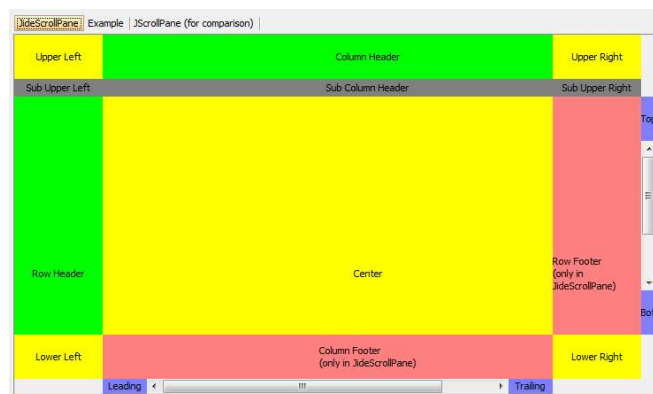 JideScrollPane Example JScrollPane (for comparison)
Upper Left Column Header Upper Right
Sub Upper Left Sub Column Header Sub Upper Right
Top
Row Header Center Row Footer
(only in
JideScrollPane)
Bot
Lower Left Column Footer
(only in JideScrollPane) Lower Right
Leading Trailing